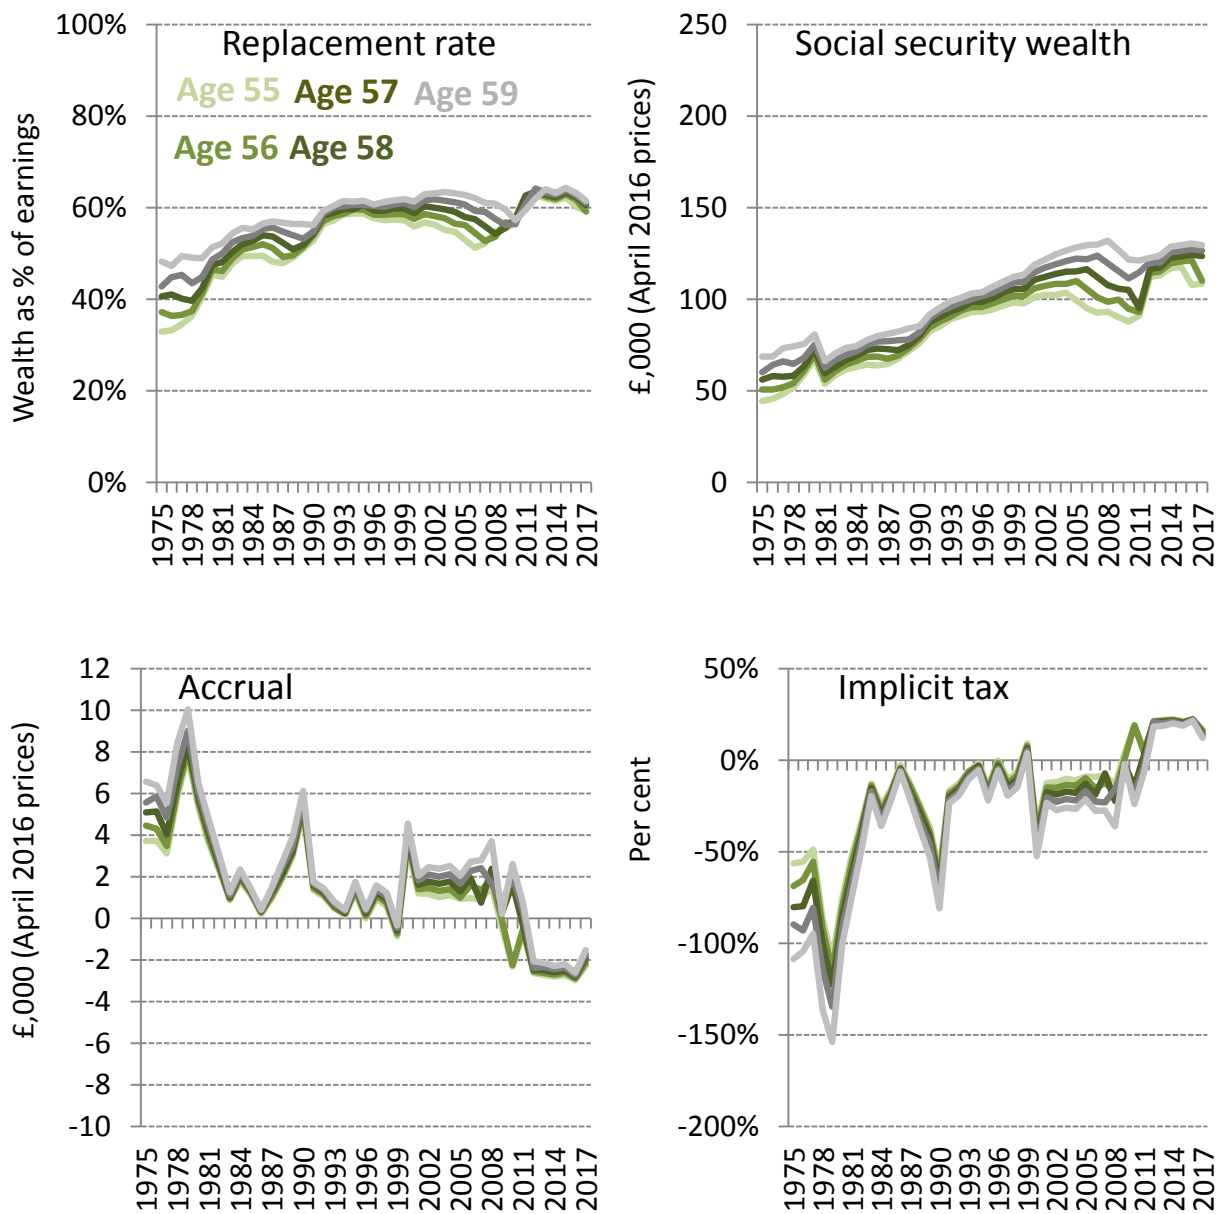 Replacement rate
Age 55 Age 57 Age 59
Age 56 Age 58
Wealth as % of earnings
100%
80%
60%
40%
20%
0%
1975 1978 1981 1984 1987 1990 1993 1996 1999 2002 2005 2008 2011 2014 2017
Social security wealth
£,000 (April 2016 prices)
250
200
150
100
50
0
1975 1978 1981 1984 1987 1990 1993 1996 1999 2002 2005 2008 2011 2014 2017
Accrual
£,000 (April 2016 prices)
12
10
8
6
4
2
0
-2
-4
-6
-8
-10
1975 1978 1981 1984 1987 1990 1993 1996 1999 2002 2005 2008 2011 2014 2017
Implicit tax
Per cent
50%
0%
-50%
-100%
-150%
-200%
1975 1978 1981 1984 1987 1990 1993 1996 1999 2002 2005 2008 2011 2014 2017